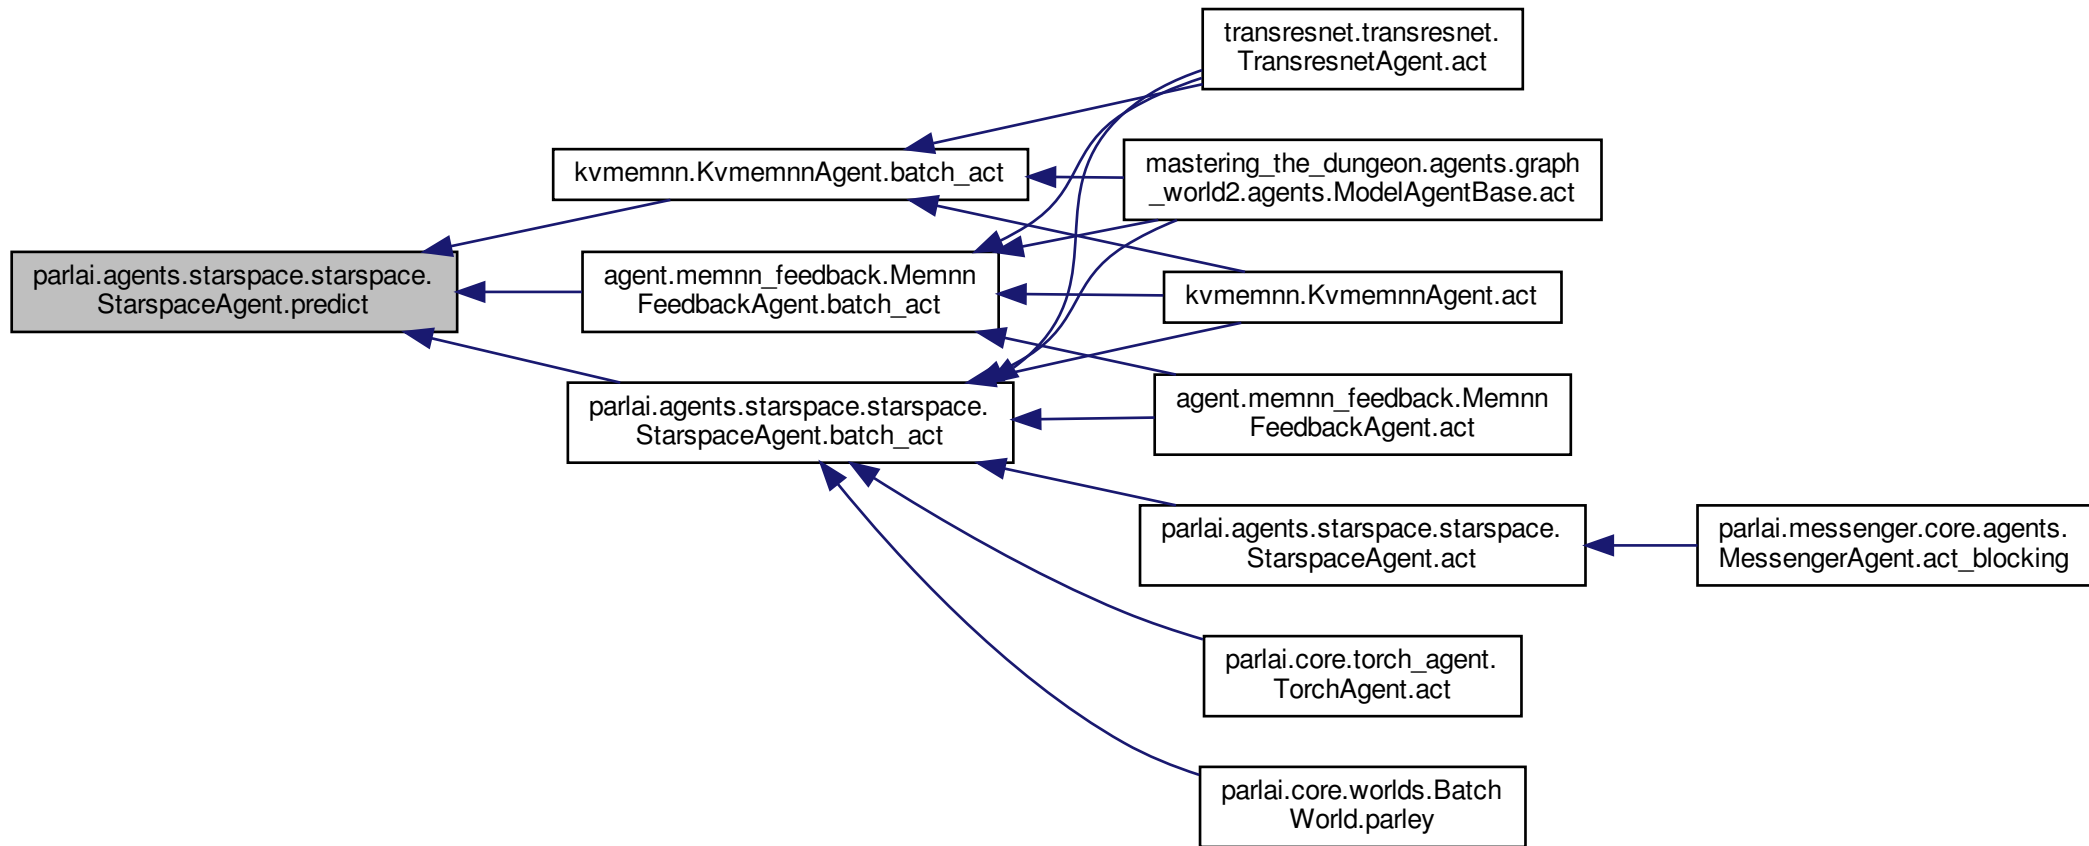 transresnet.transresnet.
TransresnetAgent.act
kvmemnn.KvmemnnAgent.batch_act
mastering_the_dungeon.agents.graph
_world2.agents.ModelAgentBase.act
parlai.agents.starspace.starspace.
StarspaceAgent.predict
agent.memnn_feedback.Memnn
FeedbackAgent.batch_act
kvmemnn.KvmemnnAgent.act
parlai.agents.starspace.starspace.
StarspaceAgent.batch_act
agent.memnn_feedback.Memnn
FeedbackAgent.act
parlai.agents.starspace.starspace.
StarspaceAgent.act
parlai.messenger.core.agents.
MessengerAgent.act_blocking
parlai.core.torch_agent.
TorchAgent.act
parlai.core.worlds.Batch
World.parley